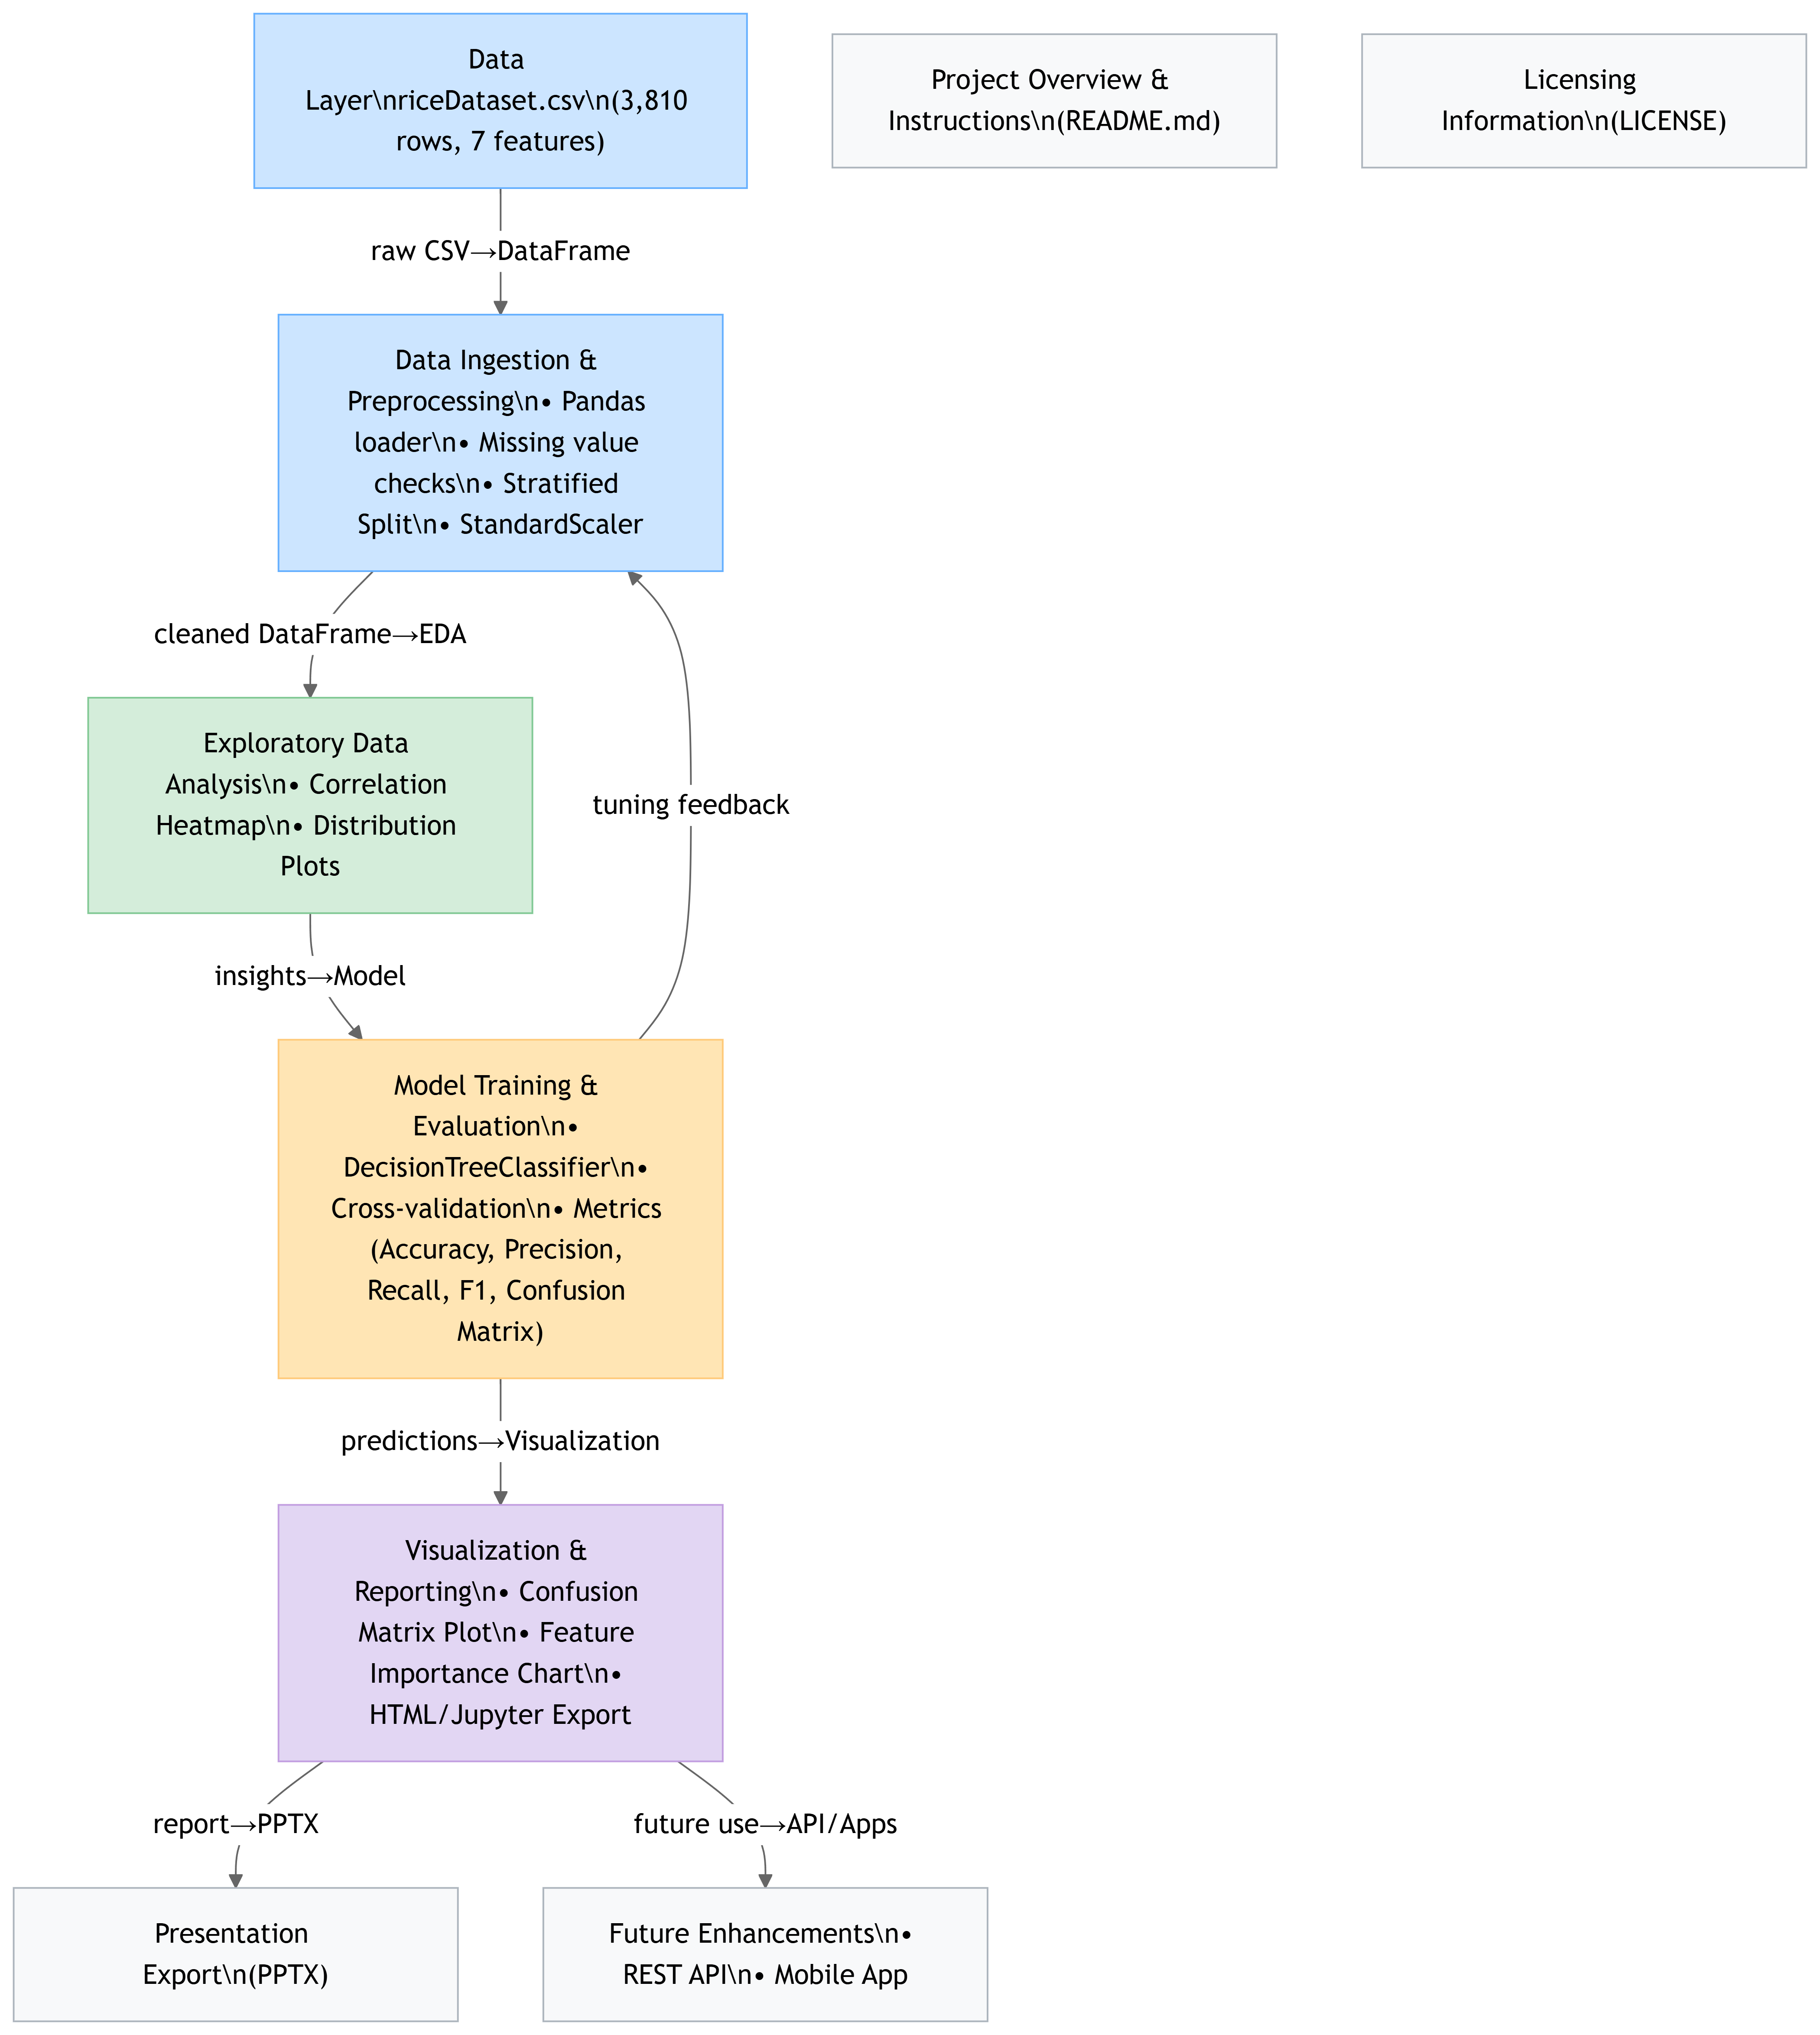 Data
Layer\nriceDataset.csv\n(3,810
rows, 7 features)
Project Overview &
Instructions\n(README.md)
Licensing
Information\n(LICENSE)
raw CSV→DataFrame
Data Ingestion &
Preprocessing\n• Pandas
loader\n• Missing value
checks\n• Stratified
Split\n• StandardScaler
cleaned DataFrame→EDA
Exploratory Data
Analysis\n• Correlation
Heatmap\n• Distribution
Plots
tuning feedback
insights→Model
Model Training &
Evaluation\n•
DecisionTreeClassifier\n•
Cross-validation\n• Metrics
(Accuracy, Precision,
Recall, F1, Confusion
Matrix)
predictions→Visualization
Visualization &
Reporting\n• Confusion
Matrix Plot\n• Feature
Importance Chart\n•
HTML/Jupyter Export
report→PPTX
future use→API/Apps
Presentation
Export\n(PPTX)
Future Enhancements\n•
REST API\n• Mobile App